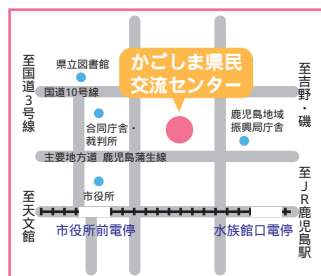 かごしま県民
交流センター
県立図書館
国道10号線
至国道3号線
至吉野・磯
合同庁舎・
裁判所
鹿児島地域
振興局庁舎
主要地方道 鹿児島蒲生線
市役所
至天文館
至JR鹿児島駅
市役所前電停
水族館口電停